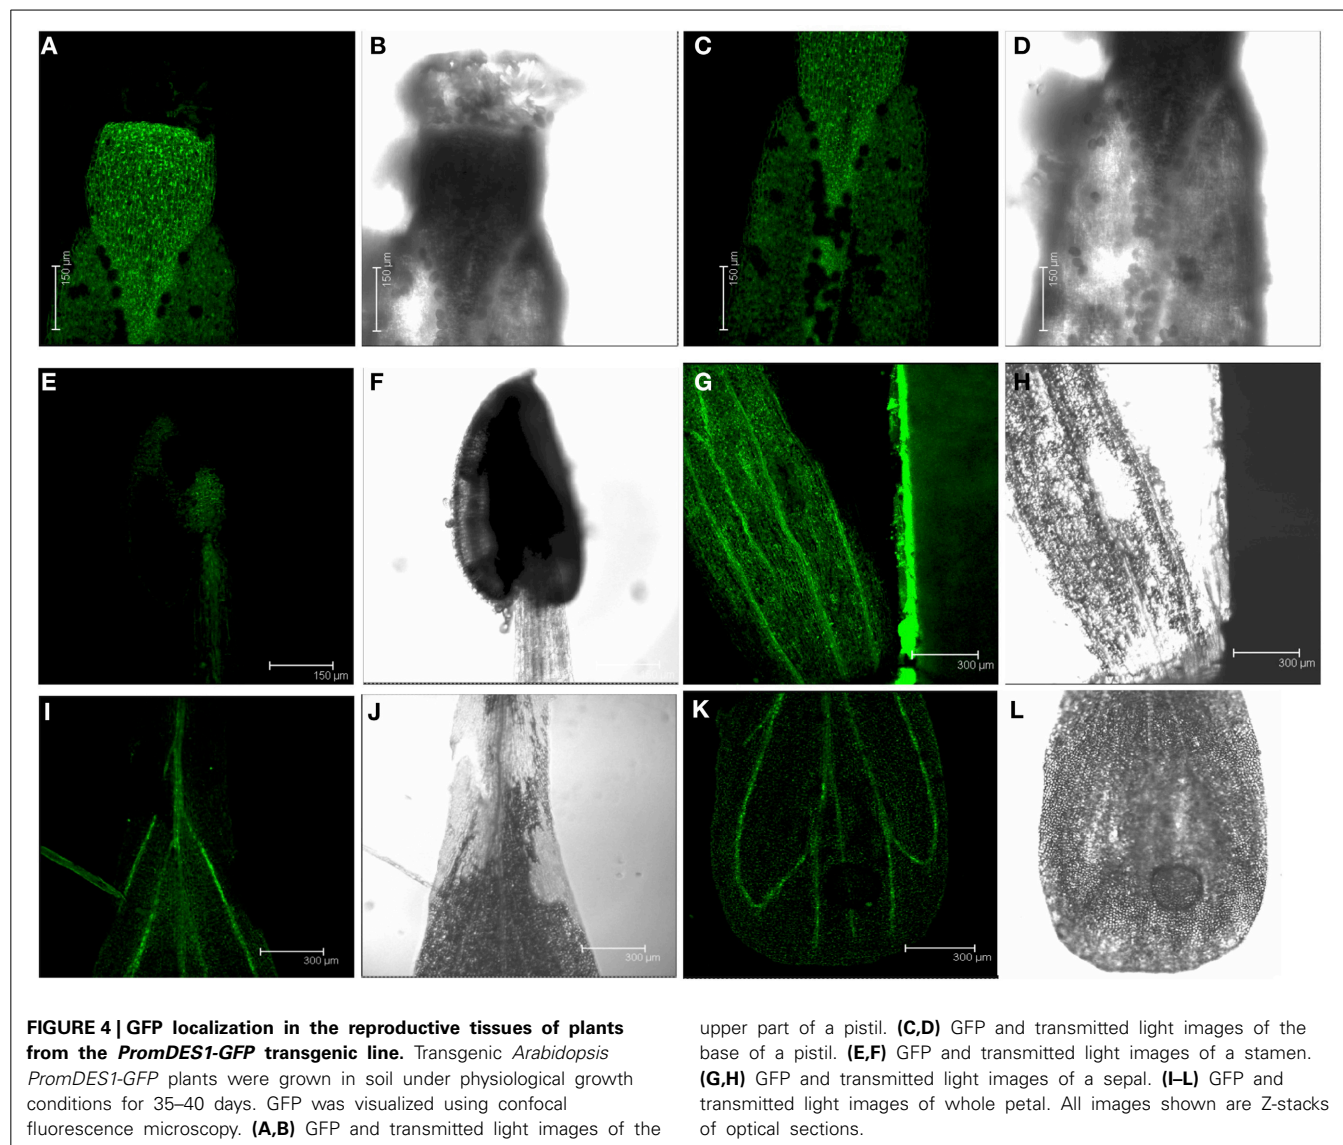 A
B
C
D
150 µm
150 µm
150 µm
150 µm
E
F
G
H
150 µm
300 µm
300 µm
I
J
K
L
300 µm
300 µm
300 µm
FIGURE 4 | GFP localization in the reproductive tissues of plants
from the PromDES1-GFP transgenic line. Transgenic Arabidopsis
PromDES1-GFP plants were grown in soil under physiological growth
conditions for 35–40 days. GFP was visualized using confocal
fluorescence microscopy. (A,B) GFP and transmitted light images of the
upper part of a pistil. (C,D) GFP and transmitted light images of the
base of a pistil. (E,F) GFP and transmitted light images of a stamen.
(G,H) GFP and transmitted light images of a sepal. (I–L) GFP and
transmitted light images of whole petal. All images shown are Z-stacks
of optical sections.